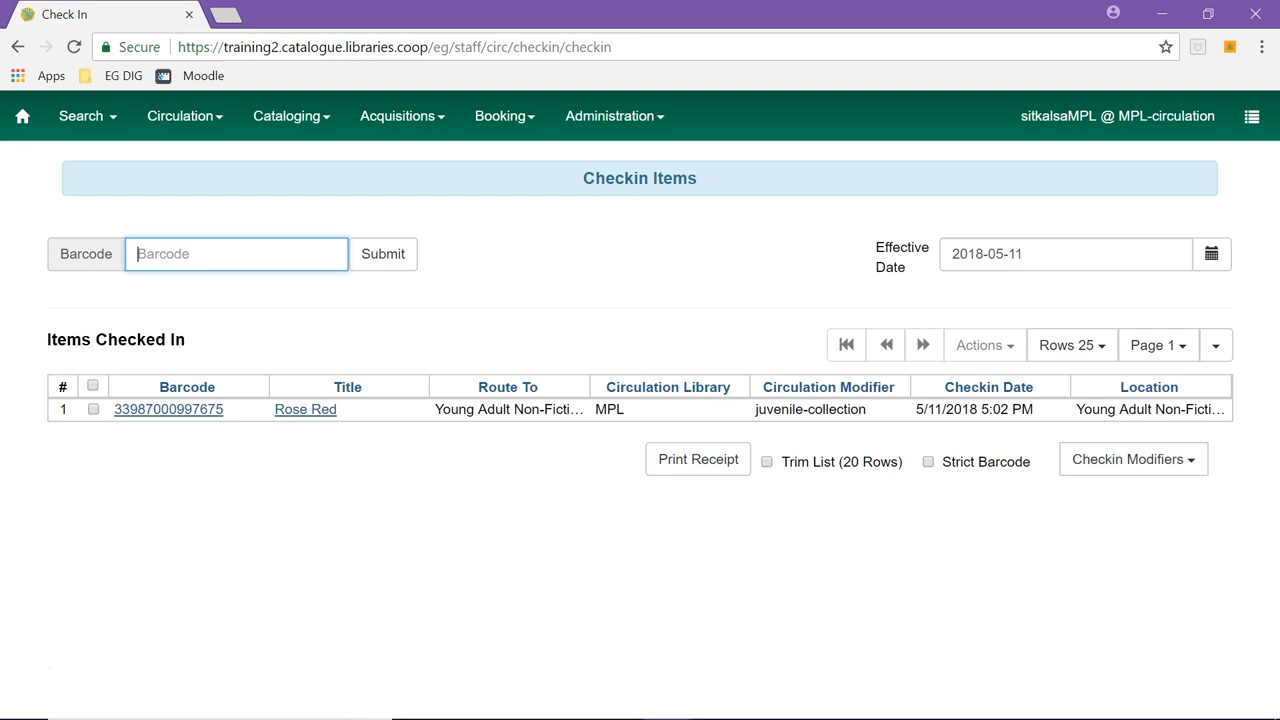 Check In
Secure https://training2.catalogue.libraries.coop/eg/staff/circ/checkin/checkin
Apps EG DIG Moodle
Search Circulation Cataloging Acquisitions Booking Administration sitkalsaMPL @ MPL-circulation
Checkin Items
Barcode Barcode Submit Effective Date 2018-05-11
Items Checked In Actions Rows 25 Page 1
# Barcode Title Route To Circulation Library Circulation Modifier Checkin Date Location
1 33987000997675 Rose Red Young Adult Non-Ficti... MPL juvenile-collection 5/11/2018 5:02 PM Young Adult Non-Ficti...
Print Receipt Trim List (20 Rows) Strict Barcode Checkin Modifiers